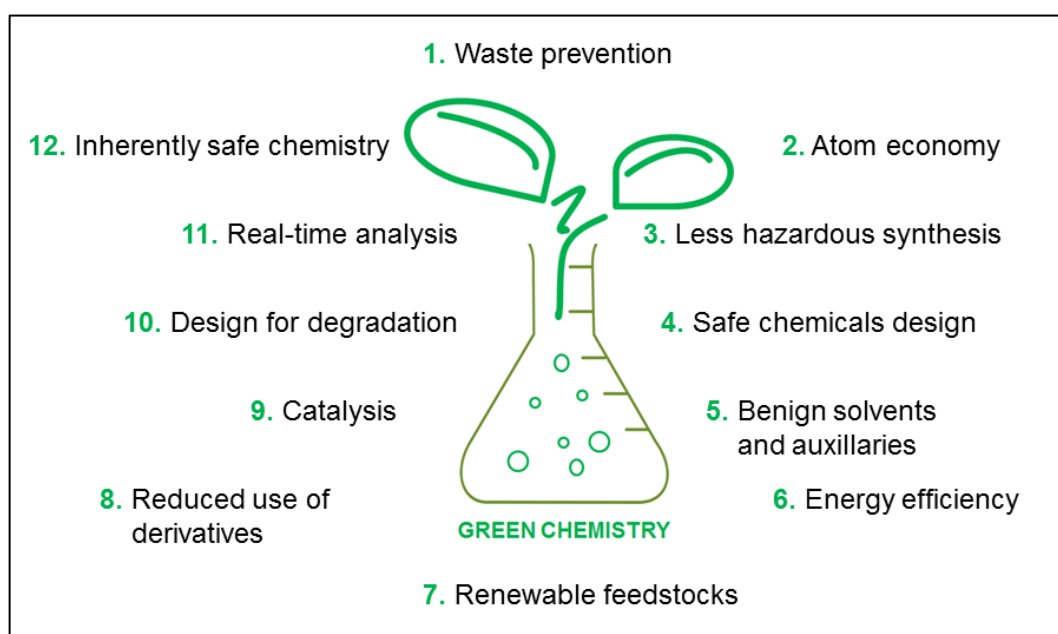 1. Waste prevention
2. Atom economy
3. Less hazardous synthesis
4. Safe chemicals design
5. Benign solvents
and auxillaries
6. Energy efficiency
7. Renewable feedstocks
8. Reduced use of
derivatives
9. Catalysis
10. Design for degradation
11. Real-time analysis
12. Inherently safe chemistry
GREEN CHEMISTRY